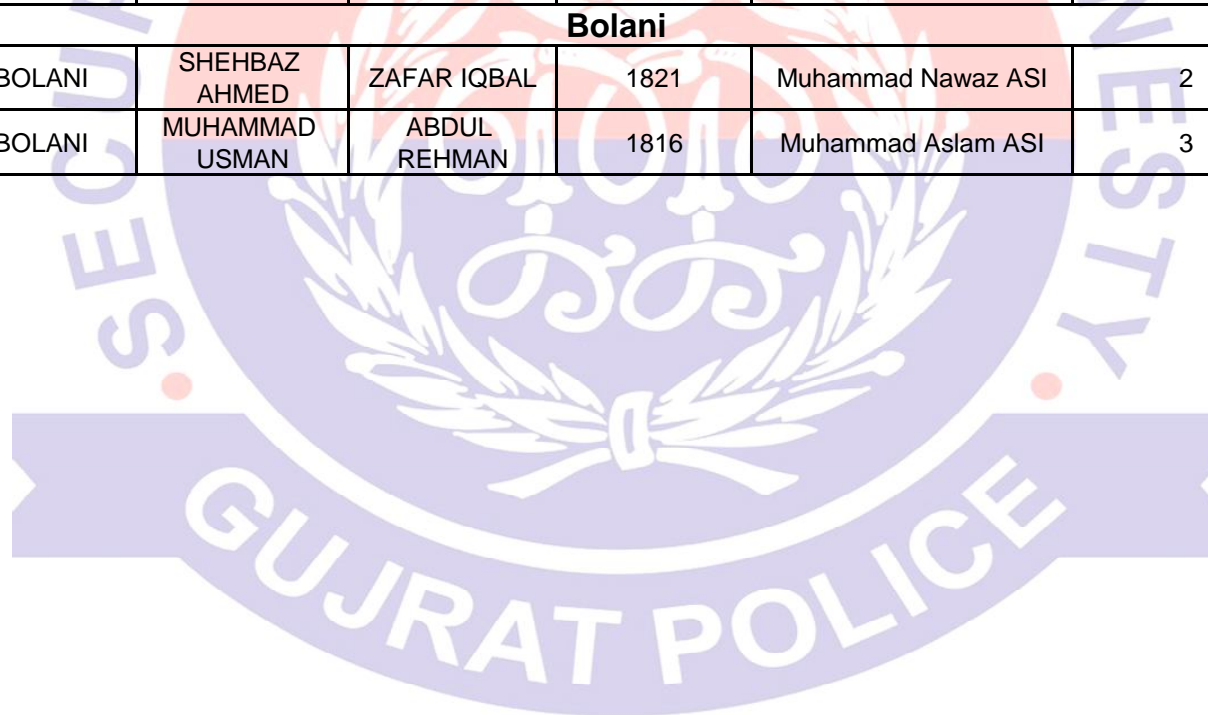 Bolani
BOLANI SHEHBAZ AHMED ZAFAR IQBAL 1821 Muhammad Nawaz ASI 2
BOLANI MUHAMMAD USMAN ABDUL REHMAN 1816 Muhammad Aslam ASI 3
GUJRAT POLICE